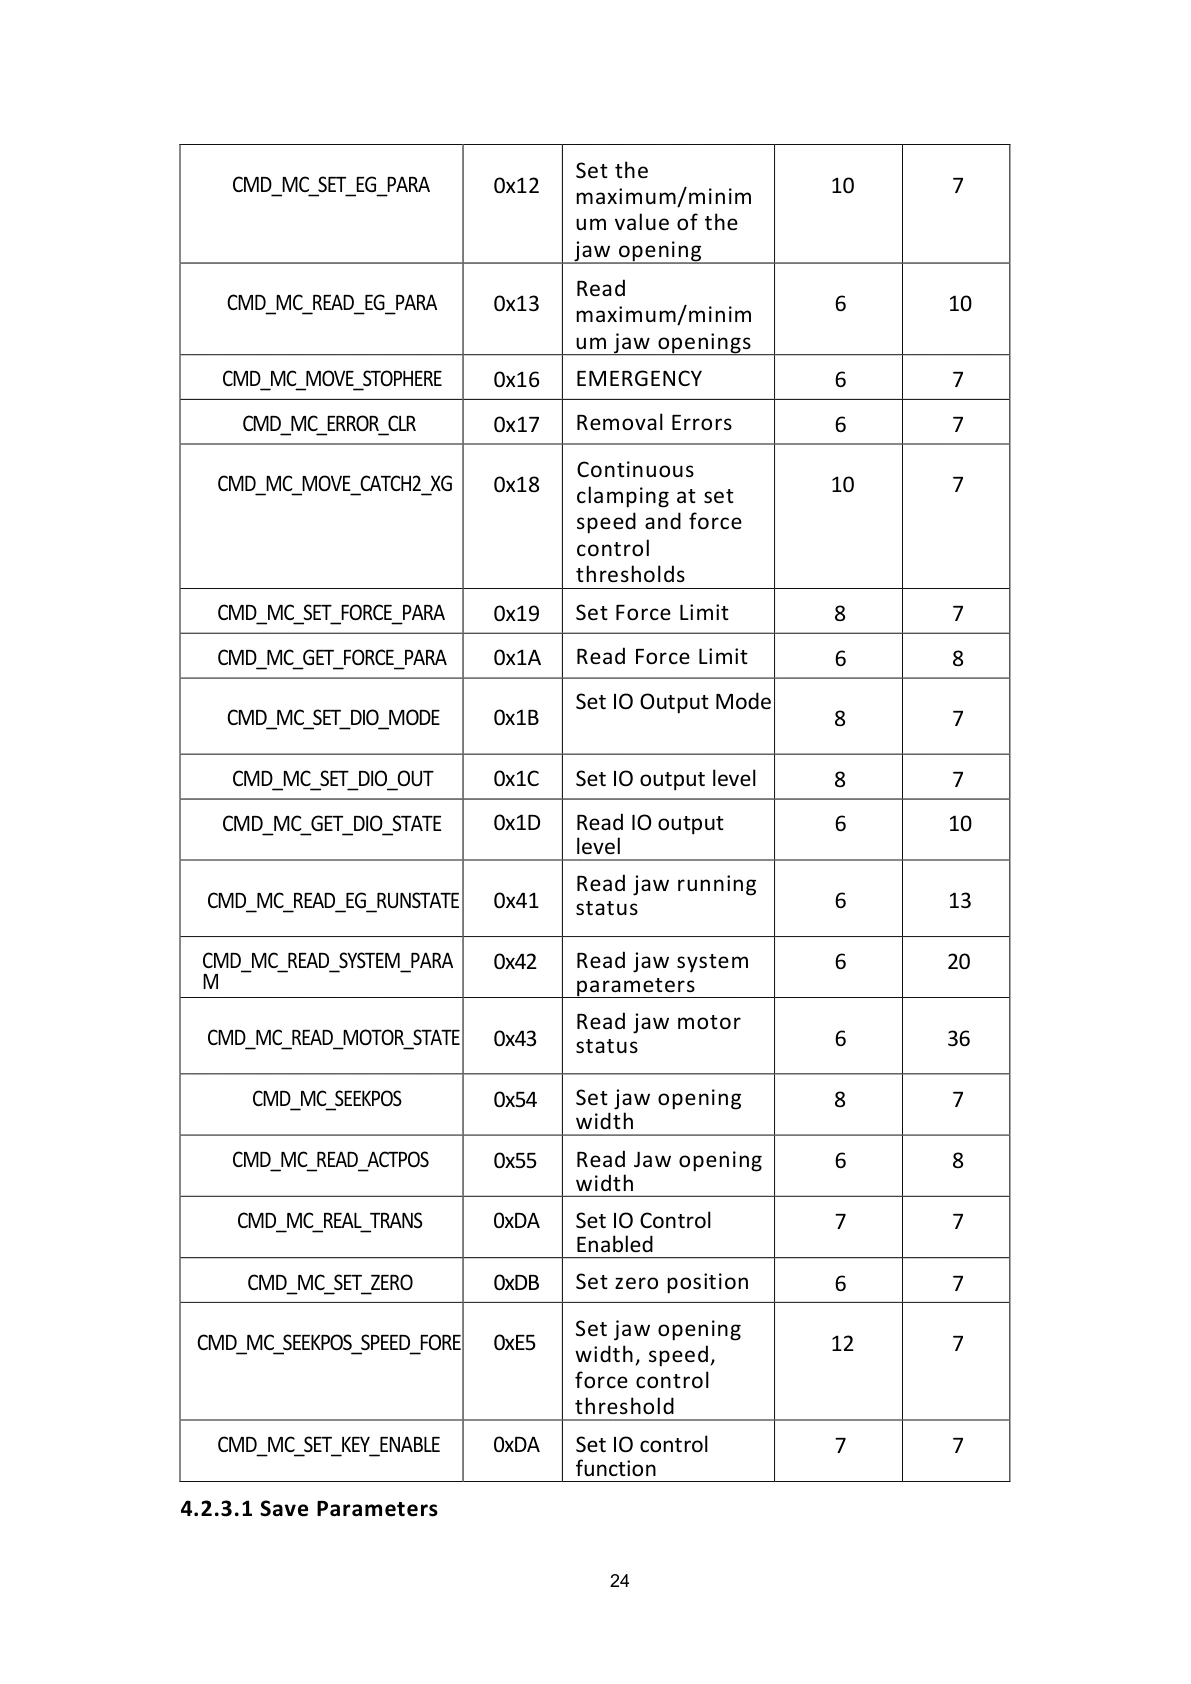 CMD_MC_SET_EG_PARA 0x12 Set the 10 7
maximum/minim
um value of the
jaw opening
CMD_MC_READ_EG_PARA 0x13 Read 6 10
maximum/minim
um jaw openings
CMD_MC_MOVE_STOPHERE 0x16 EMERGENCY 6 7
CMD_MC_ERROR_CLR 0x17 Removal Errors 6 7
CMD_MC_MOVE_CATCH2_XG 0x18 Continuous 10 7
clamping at set
speed and force
control
thresholds
CMD_MC_SET_FORCE_PARA 0x19 Set Force Limit 8 7
CMD_MC_GET_FORCE_PARA 0x1A Read Force Limit 6 8
CMD_MC_SET_DIO_MODE 0x1B Set IO Output Mode 8 7
CMD_MC_SET_DIO_OUT 0x1C Set IO output level 8 7
CMD_MC_GET_DIO_STATE 0x1D Read IO output 6 10
level
CMD_MC_READ_EG_RUNSTATE 0x41 Read jaw running 6 13
status
CMD_MC_READ_SYSTEM_PARA 0x42 Read jaw system 6 20
M parameters
CMD_MC_READ_MOTOR_STATE 0x43 Read jaw motor 6 36
status
CMD_MC_SEEKPOS 0x54 Set jaw opening 8 7
width
CMD_MC_READ_ACTPOS 0x55 Read Jaw opening 6 8
width
CMD_MC_REAL_TRANS 0xDA Set IO Control 7 7
Enabled
CMD_MC_SET_ZERO 0xDB Set zero position 6 7
CMD_MC_SEEKPOS_SPEED_FORE 0xE5 Set jaw opening 12 7
width, speed,
force control
threshold
CMD_MC_SET_KEY_ENABLE 0xDA Set IO control 7 7
function
4.2.3.1 Save Parameters
24